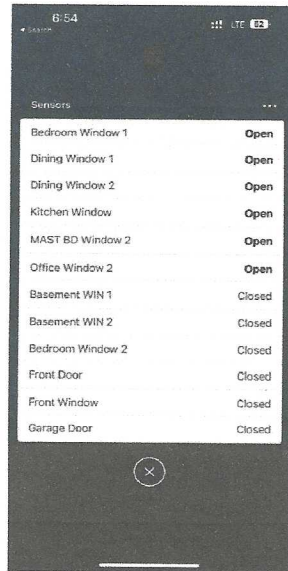 6:54
LTE 62
◂ Search
Sensors ...
Bedroom Window 1 Open
Dining Window 1 Open
Dining Window 2 Open
Kitchen Window Open
MAST BD Window 2 Open
Office Window 2 Open
Basement WIN 1 Closed
Basement WIN 2 Closed
Bedroom Window 2 Closed
Front Door Closed
Front Window Closed
Garage Door Closed